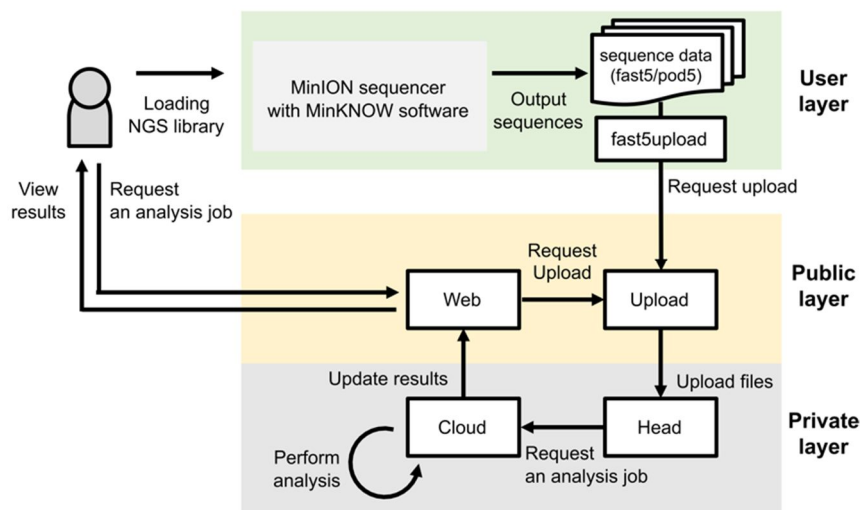 sequence data
(fast5/pod5)
User
layer
MinION sequencer
with MinKNOW software
Loading
NGS library
Output
sequences
fast5upload
View
results
Request
an analysis job
Request upload
Request
Upload
Public
layer
Web
Upload
Update results
Upload files
Private
layer
Cloud
Head
Perform
analysis
Request
an analysis job